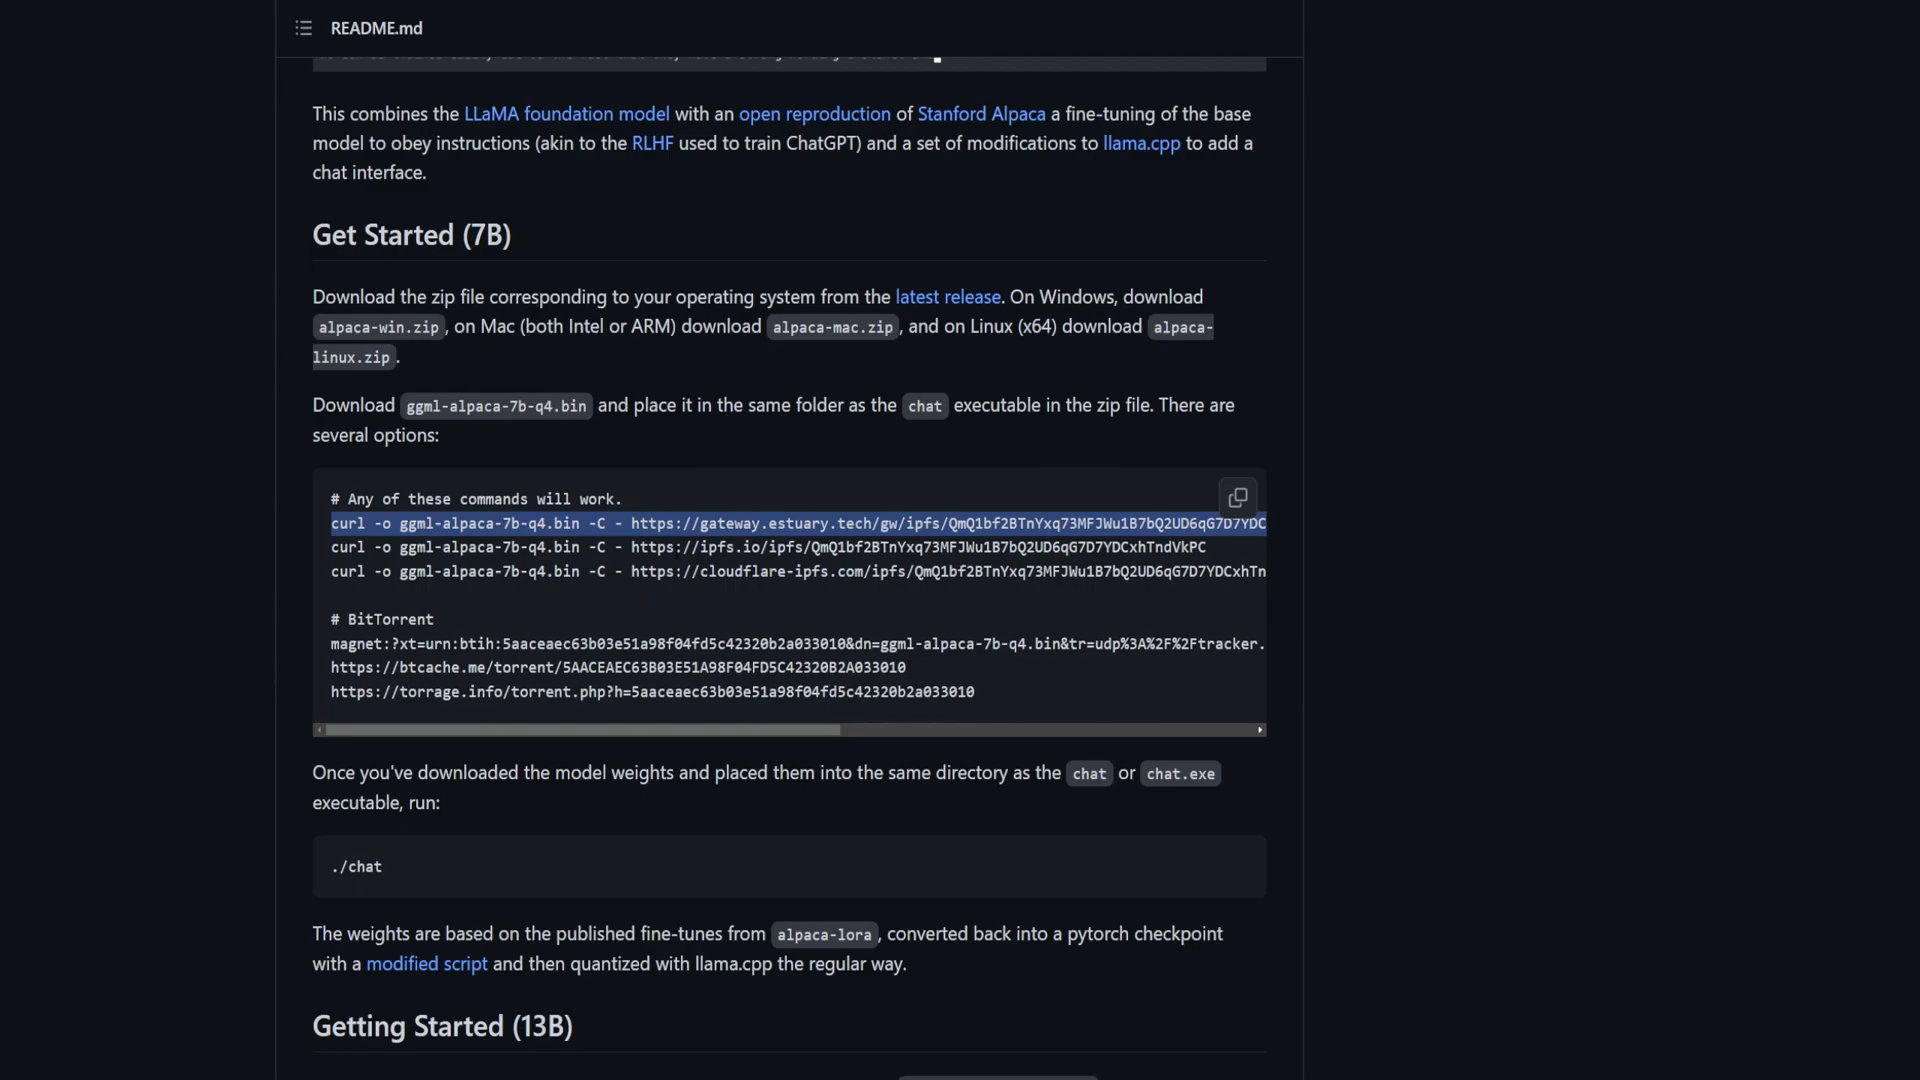 README.md
This combines the LLaMA foundation model with an open reproduction of Stanford Alpaca a fine-tuning of the base
model to obey instructions (akin to the RLHF used to train ChatGPT) and a set of modifications to llama.cpp to add a
chat interface.
Get Started (7B)
Download the zip file corresponding to your operating system from the latest release. On Windows, download
alpaca-win.zip, on Mac (both Intel or ARM) download alpaca-mac.zip, and on Linux (x64) download alpaca-
linux.zip.
Download ggml-alpaca-7b-q4.bin and place it in the same folder as the chat executable in the zip file. There are
several options:
# Any of these commands will work.
curl -o ggml-alpaca-7b-q4.bin -C - https://gateway.estuary.tech/gw/ipfs/QmQ1bf2BTnYxq73MFJWu1B7bQ2UD6qG7D7YDC
curl -o ggml-alpaca-7b-q4.bin -C - https://ipfs.io/ipfs/QmQ1bf2BTnYxq73MFJWu1B7bQ2UD6qG7D7YDCxhTndVkPC
curl -o ggml-alpaca-7b-q4.bin -C - https://cloudflare-ipfs.com/ipfs/QmQ1bf2BTnYxq73MFJWu1B7bQ2UD6qG7D7YDCxhTn
# BitTorrent
magnet:?xt=urn:btih:5aaceaec63b03e51a98f04fd5c42320b2a033010&dn=ggml-alpaca-7b-q4.bin&tr=udp%3A%2F%2Ftracker.
https://btcache.me/torrent/5AACEAEC63B03E51A98F04FD5C42320B2A033010
https://torrage.info/torrent.php?h=5aaceaec63b03e51a98f04fd5c42320b2a033010
Once you've downloaded the model weights and placed them into the same directory as the chat or chat.exe
executable, run:
./chat
The weights are based on the published fine-tunes from alpaca-lora, converted back into a pytorch checkpoint
with a modified script and then quantized with llama.cpp the regular way.
Getting Started (13B)